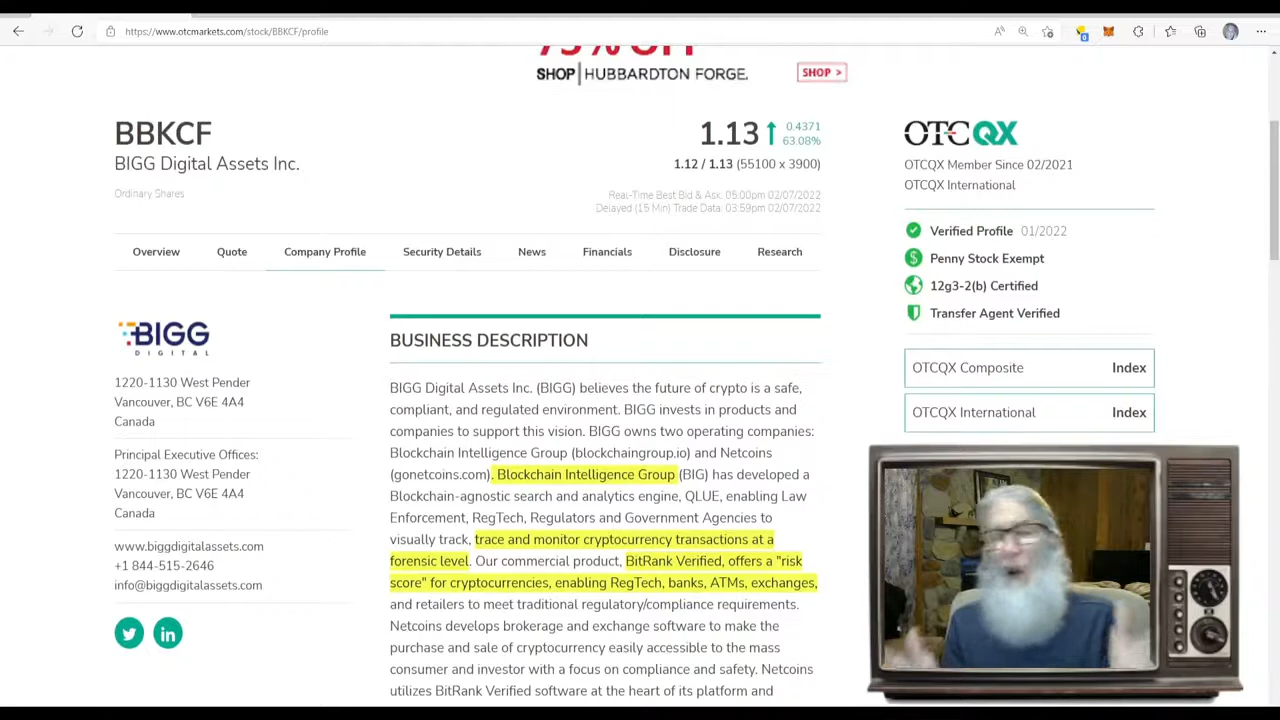 https://www.otcmarkets.com/stock/BBKCF/profile
SHOP HUBBARDTON FORGE.
SHOP >
BBKCF
BIGG Digital Assets Inc.
Ordinary Shares
1.13
0.4371
63.08%
1.12 / 1.13 (55100 x 3900)
Real-Time Best Bid & Ask: 05:00pm 02/07/2022
Delayed (15 Min) Trade Data: 03:59pm 02/07/2022
OTCQX
OTCQX Member Since 02/2021
OTCQX International
Verified Profile 01/2022
Penny Stock Exempt
12g3-2(b) Certified
Transfer Agent Verified
OTCQX Composite Index
OTCQX International Index
Overview Quote Company Profile Security Details News Financials Disclosure Research
BIGG
DIGITAL
1220-1130 West Pender
Vancouver, BC V6E 4A4
Canada
Principal Executive Offices:
1220-1130 West Pender
Vancouver, BC V6E 4A4
Canada
www.biggdigitalassets.com
+1 844-515-2646
info@biggdigitalassets.com
BUSINESS DESCRIPTION
BIGG Digital Assets Inc. (BIGG) believes the future of crypto is a safe,
compliant, and regulated environment. BIGG invests in products and
companies to support this vision. BIGG owns two operating companies:
Blockchain Intelligence Group (blockchaingroup.io) and Netcoins
(gonetcoins.com). Blockchain Intelligence Group (BIG) has developed a
Blockchain-agnostic search and analytics engine, QLUE, enabling Law
Enforcement, RegTech, Regulators and Government Agencies to
visually track, trace and monitor cryptocurrency transactions at a
forensic level. Our commercial product, BitRank Verified, offers a "risk
score" for cryptocurrencies, enabling RegTech, banks, ATMs, exchanges,
and retailers to meet traditional regulatory/compliance requirements.
Netcoins develops brokerage and exchange software to make the
purchase and sale of cryptocurrency easily accessible to the mass
consumer and investor with a focus on compliance and safety. Netcoins
utilizes BitRank Verified software at the heart of its platform and